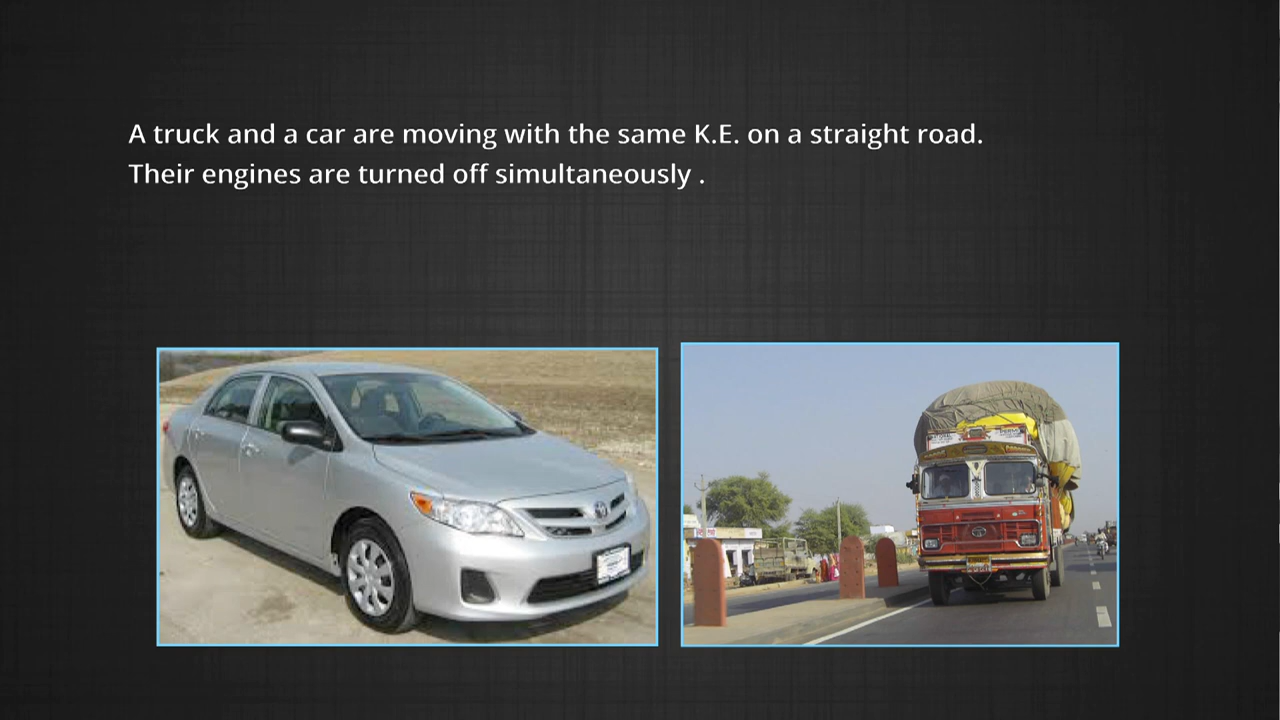 A truck and a car are moving with the same K.E. on a straight road.
Their engines are turned off simultaneously .